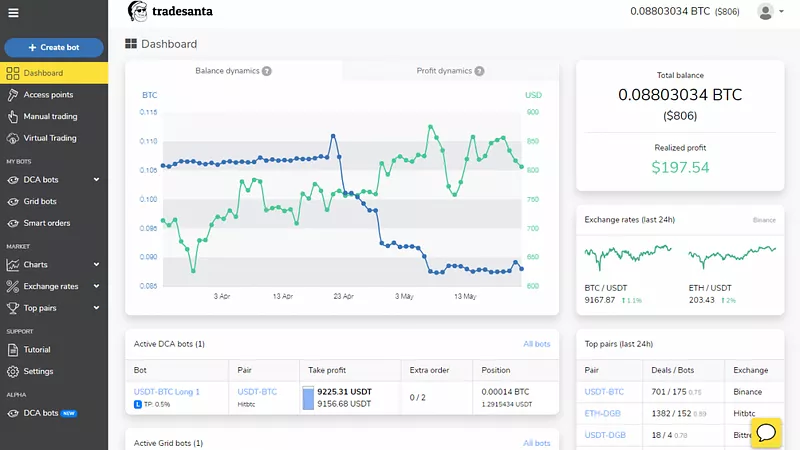 tradesanta
0.08803034 BTC ($806)
+ Create bot
Dashboard
Access points
Manual trading
Virtual Trading
MY BOTS
DCA bots
Grid bots
Smart orders
MARKET
Charts
Exchange rates
Top pairs
SUPPORT
Tutorial
Settings
ALPHA
DCA bots NEW
Dashboard
Balance dynamics ?
Profit dynamics ?
BTC USD
0.115 900
0.110 850
0.105 800
0.100 750
0.095 700
0.090 650
0.085 600
3 Apr 13 Apr 23 Apr 3 May 13 May
Total balance
0.08803034 BTC
($806)
Realized profit
$197.54
Exchange rates (last 24h) Binance
BTC / USDT ETH / USDT
9167.87 ↑ 1.1% 203.43 ↑ 2%
Active DCA bots (1) All bots
Bot Pair Take profit Extra order Position
USDT-BTC Long 1 USDT-BTC 9225.31 USDT 0 / 2 0.00014 BTC
L TP: 0.5% 9156.68 USDT 1.2915434 USDT
Active Grid bots (1) All bots
Top pairs (last 24h)
Pair Deals / Bots Exchange
USDT-BTC 701 / 175 0.75 Binance
ETH-DGB 1382 / 152 0.89 Hitbtc
USDT-DGB 18 / 4 0.78